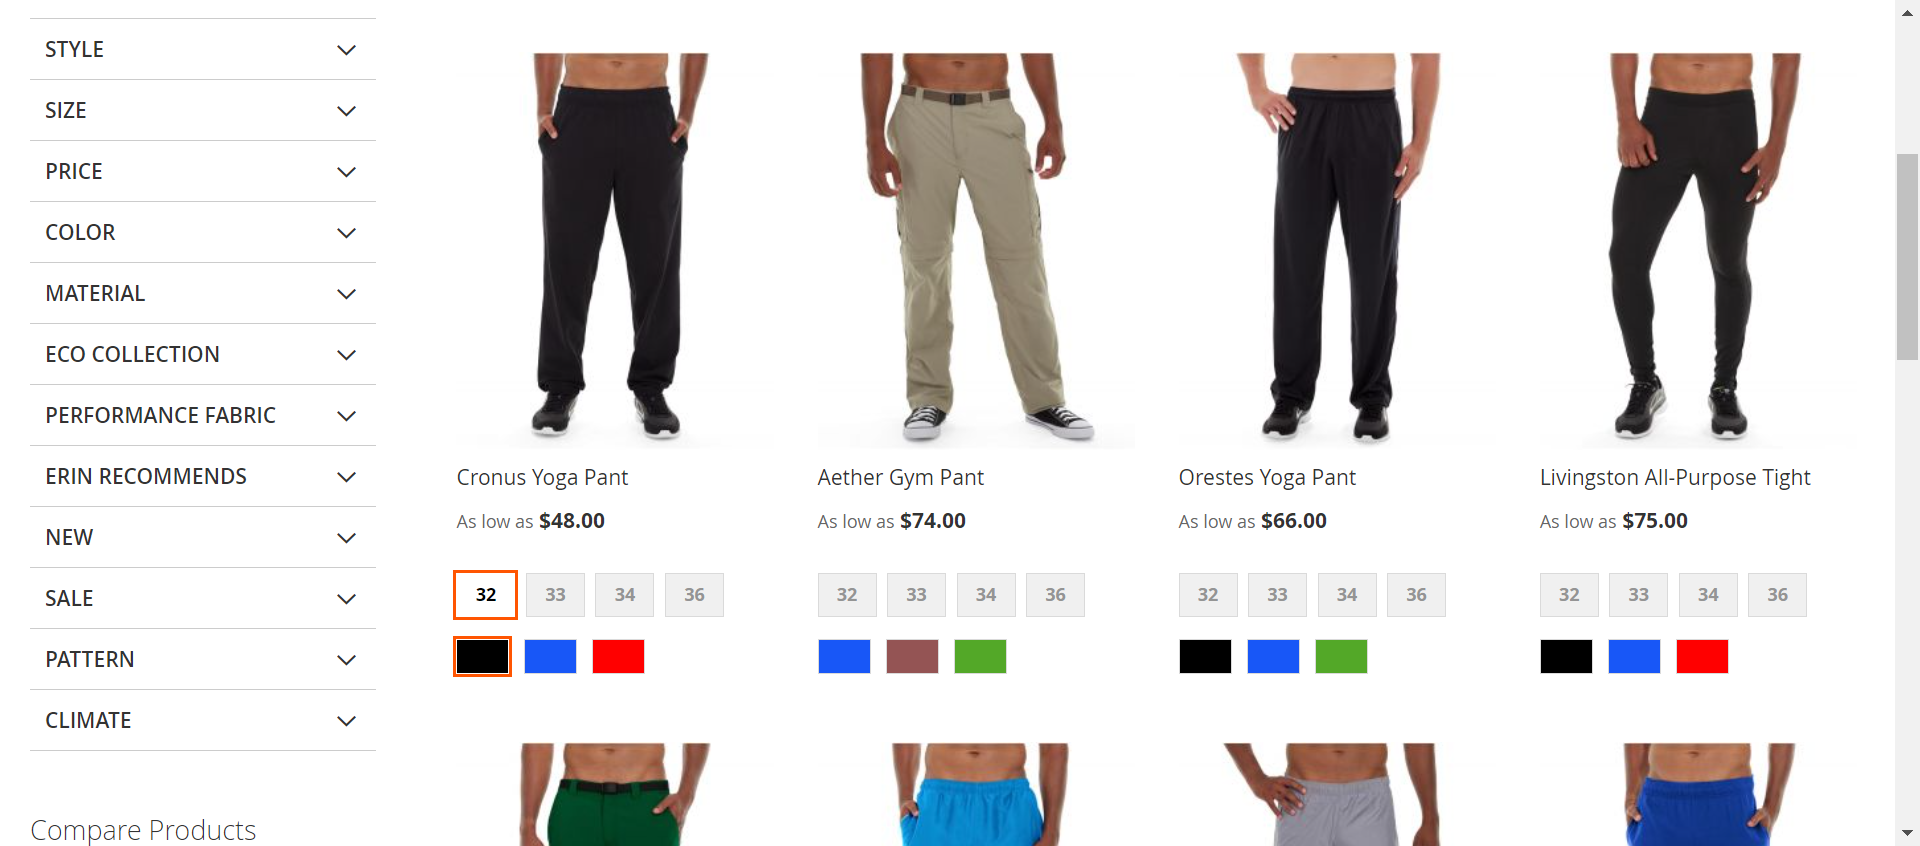 STYLE
SIZE
PRICE
COLOR
MATERIAL
ECO COLLECTION
PERFORMANCE FABRIC
ERIN RECOMMENDS
NEW
SALE
PATTERN
CLIMATE
Compare Products
Cronus Yoga Pant
As low as $48.00
32 33 34 36
Aether Gym Pant
As low as $74.00
32 33 34 36
Orestes Yoga Pant
As low as $66.00
32 33 34 36
Livingston All-Purpose Tight
As low as $75.00
32 33 34 36